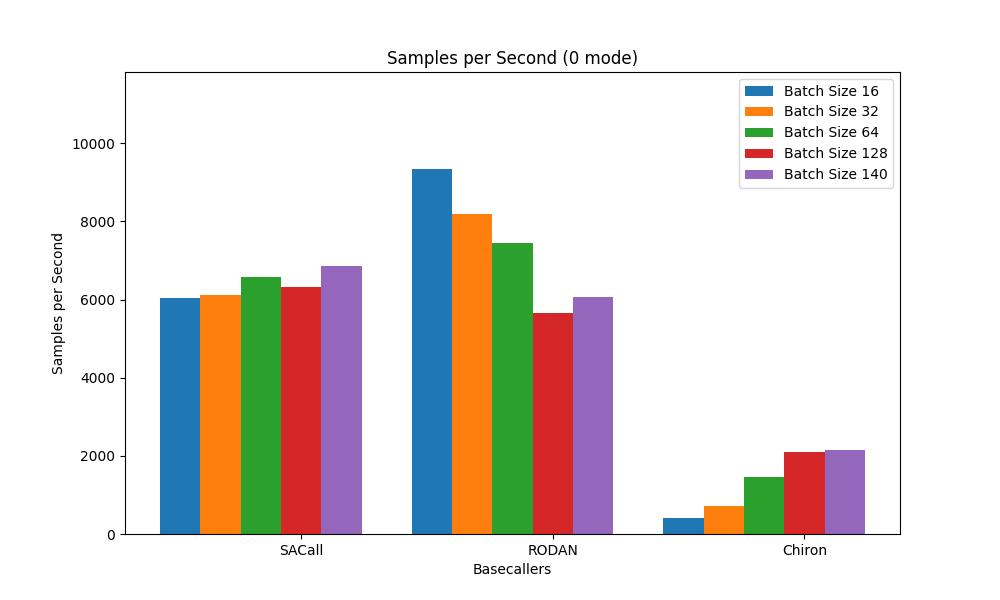 Samples per Second (0 mode)
Batch Size 16
Batch Size 32
Batch Size 64
Batch Size 128
Batch Size 140
Samples per Second
10000
8000
6000
4000
2000
0
SACall RODAN Chiron
Basecallers